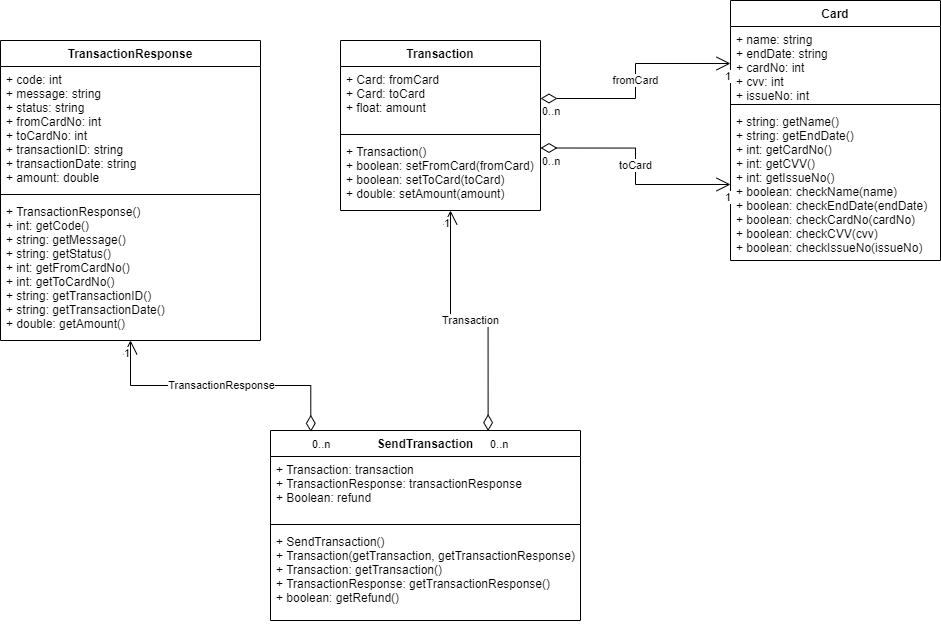 TransactionResponse
+ code: int
+ message: string
+ status: string
+ fromCardNo: int
+ toCardNo: int
+ transactionID: string
+ transactionDate: string
+ amount: double
+ TransactionResponse()
+ int: getCode()
+ string: getMessage()
+ string: getStatus()
+ int: getFromCardNo()
+ int: getToCardNo()
+ string: getTransactionID()
+ string: getTransactionDate()
+ double: getAmount()
1
TransactionResponse
Transaction
+ Card: fromCard
+ Card: toCard
+ float: amount
+ Transaction()
+ boolean: setFromCard(fromCard)
+ boolean: setToCard(toCard)
+ double: setAmount(amount)
0..n
fromCard
1
0..n
toCard
1
1
Transaction
Card
+ name: string
+ endDate: string
+ cardNo: int
+ cvv: int
+ issueNo: int
+ string: getName()
+ string: getEndDate()
+ int: getCardNo()
+ int: getCVV()
+ int: getIssueNo()
+ boolean: checkName(name)
+ boolean: checkEndDate(endDate)
+ boolean: checkCardNo(cardNo)
+ boolean: checkCVV(cvv)
+ boolean: checkIssueNo(issueNo)
0..n
SendTransaction
0..n
+ Transaction: transaction
+ TransactionResponse: transactionResponse
+ Boolean: refund
+ SendTransaction()
+ Transaction(getTransaction, getTransactionResponse)
+ Transaction: getTransaction()
+ TransactionResponse: getTransactionResponse()
+ boolean: getRefund()